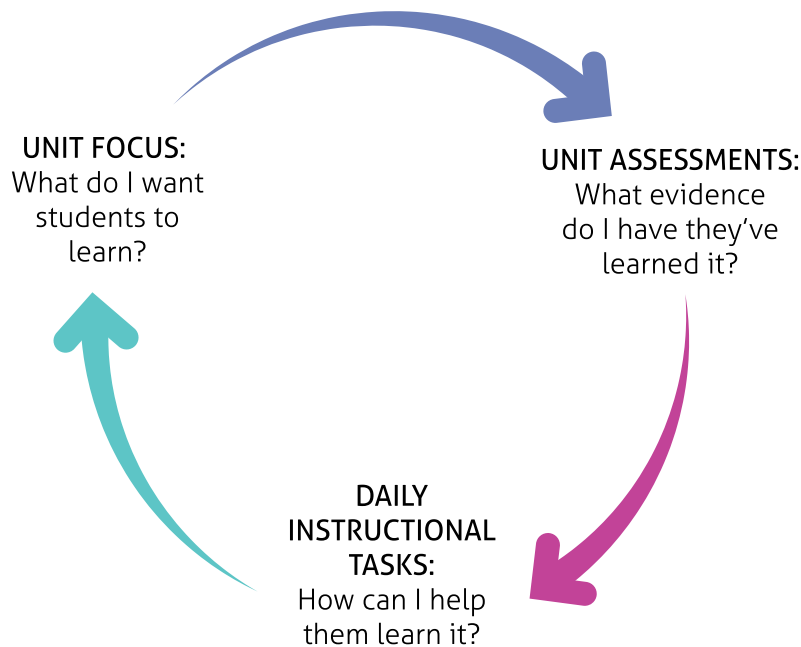 UNIT FOCUS:
What do I want
students to
learn?
UNIT ASSESSMENTS:
What evidence
do I have they’ve
learned it?
DAILY
INSTRUCTIONAL
TASKS:
How can I help
them learn it?